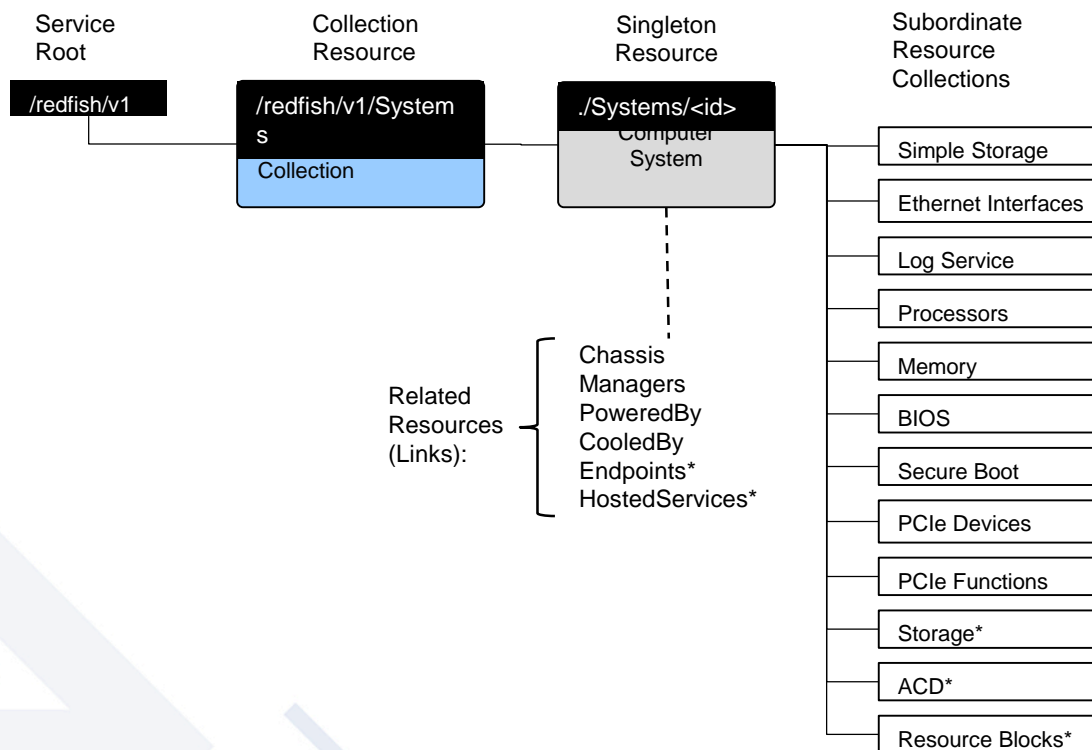 Service
Root
Collection
Resource
Singleton
Resource
Subordinate
Resource
Collections
/redfish/v1
/redfish/v1/System
s
Collection
./Systems/<id>
Computer
System
Simple Storage
Ethernet Interfaces
Log Service
Processors
Memory
BIOS
Secure Boot
PCIe Devices
PCIe Functions
Storage*
ACD*
Resource Blocks*
Related
Resources
(Links):
Chassis
Managers
PoweredBy
CooledBy
Endpoints*
HostedServices*